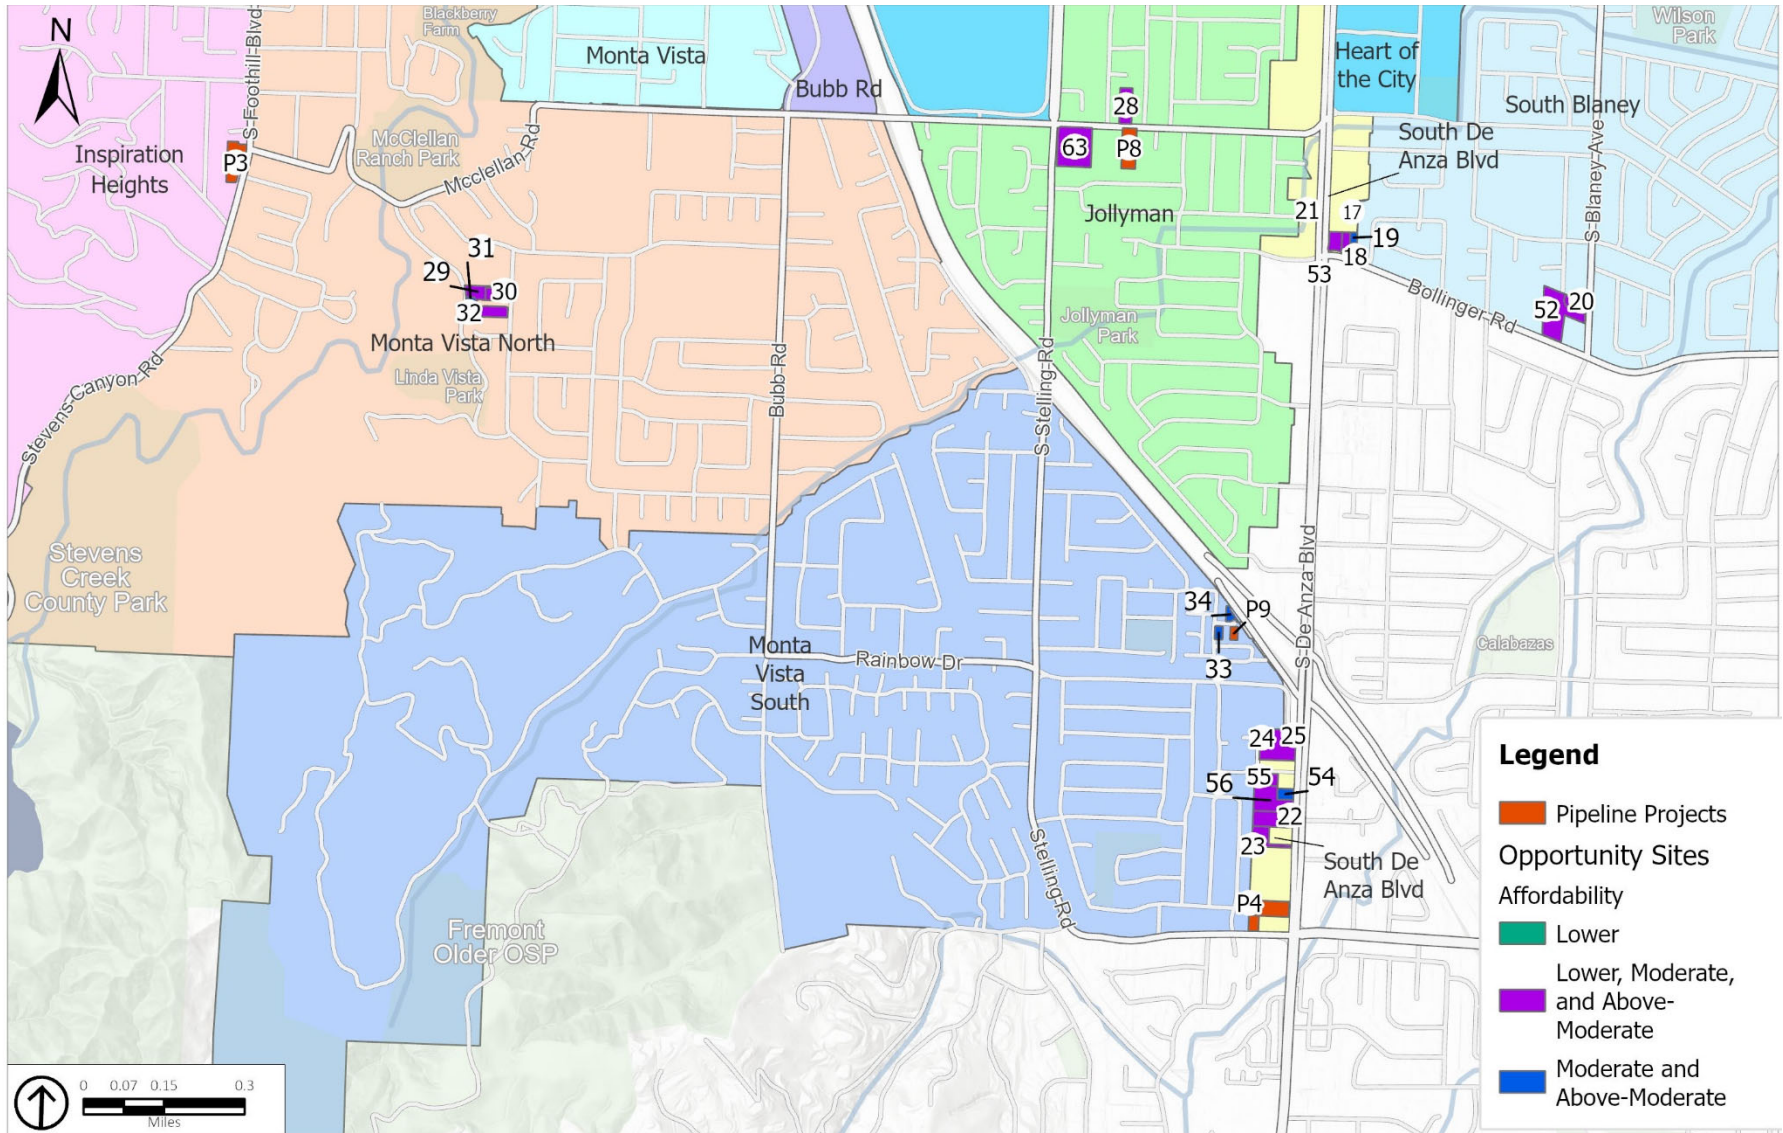 N
S-Foothill-Blvd
Blackberry
Farm
Monta Vista
Bubb Rd
Heart of
the City
Wilson
Park
South Blaney
S-Blaney-Ave
South De
Anza Blvd
Inspiration
Heights
P3
McClellan
Ranch Park
Mcclellan-Rd
28
63
P8
Jollyman
21
17
19
18
53
Bollinger Rd
52
20
31
29
30
32
Monta Vista North
Linda Vista
Park
Jollyman
Park
Bubb-Rd
S-Stelling-Rd
Stevens-Canyon-Rd
Stevens
Creek
County Park
S-De-Anza-Blvd
34
P9
33
Calabazas
Monta
Vista
South
Rainbow Dr
24
25
55
54
56
22
23
South De
Anza Blvd
P4
Stelling-Rd
Fremont
Older OSP
Legend
Pipeline Projects
Opportunity Sites
Affordability
Lower
Lower, Moderate,
and Above-
Moderate
Moderate and
Above-Moderate
0 0.07 0.15 0.3
Miles